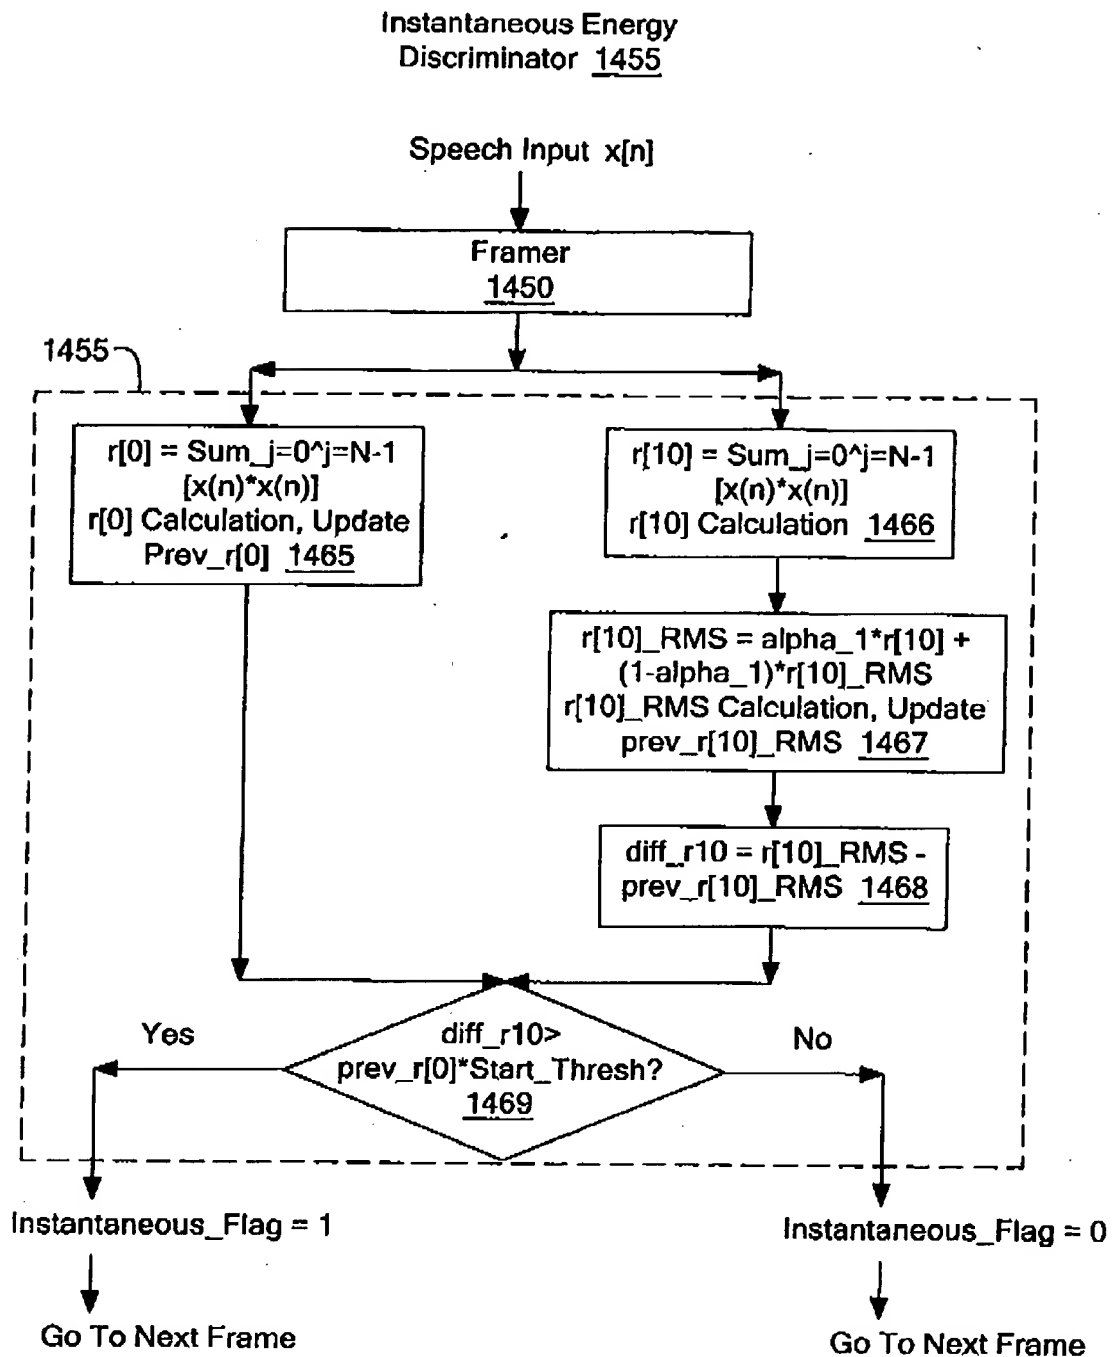 Instantaneous Energy
Discriminator 1455
Speech Input x[n]
Framer
1450
1455
r[0] = Sum_j=0^j=N-1
[x(n)*x(n)]
r[0] Calculation, Update
Prev_r[0] 1465
r[10] = Sum_j=0^j=N-1
[x(n)*x(n)]
r[10] Calculation 1466
r[10]_RMS = alpha_1*r[10] +
(1-alpha_1)*r[10]_RMS
r[10]_RMS Calculation, Update
prev_r[10]_RMS 1467
diff_r10 = r[10]_RMS -
prev_r[10]_RMS 1468
Yes
diff_r10>
prev_r[0]*Start_Thresh?
1469
No
Instantaneous_Flag = 1
Instantaneous_Flag = 0
Go To Next Frame
Go To Next Frame